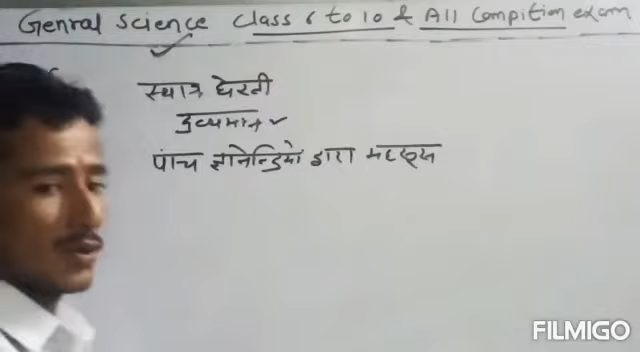 Genral Science Class 6 to 10 & All Compition exam
स्थान घेरती
द्रव्यमान
पांच ज्ञानेन्द्रियो द्वारा महसूस
FILMIGO